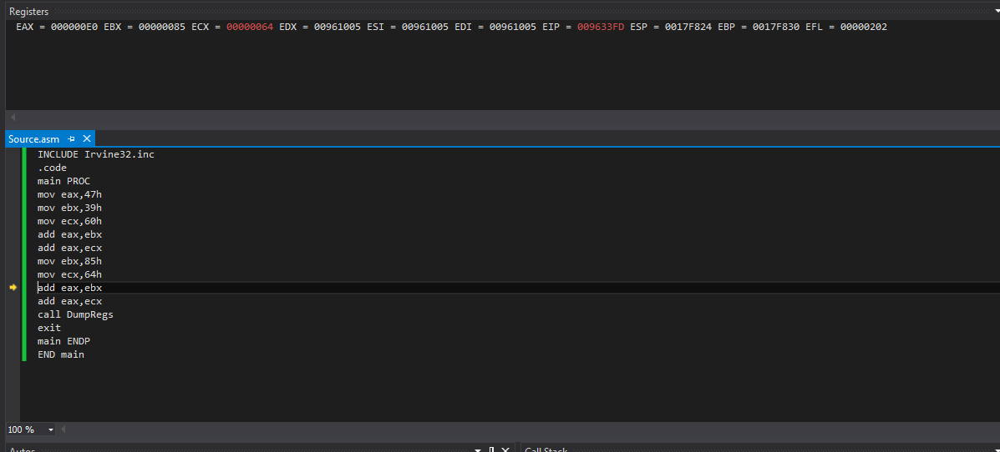 Registers
EAX = 000000E0 EBX = 00000085 ECX = 00000064 EDX = 00961005 ESI = 00961005 EDI = 00961005 EIP = 009633FD ESP = 0017F824 EBP = 0017F830 EFL = 00000202
Source.asm
INCLUDE Irvine32.inc
.code
main PROC
mov eax,47h
mov ebx,39h
mov ecx,60h
add eax,ebx
add eax,ecx
mov ebx,85h
mov ecx,64h
add eax,ebx
add eax,ecx
call DumpRegs
exit
main ENDP
END main
100 %
Autos
Call Stack